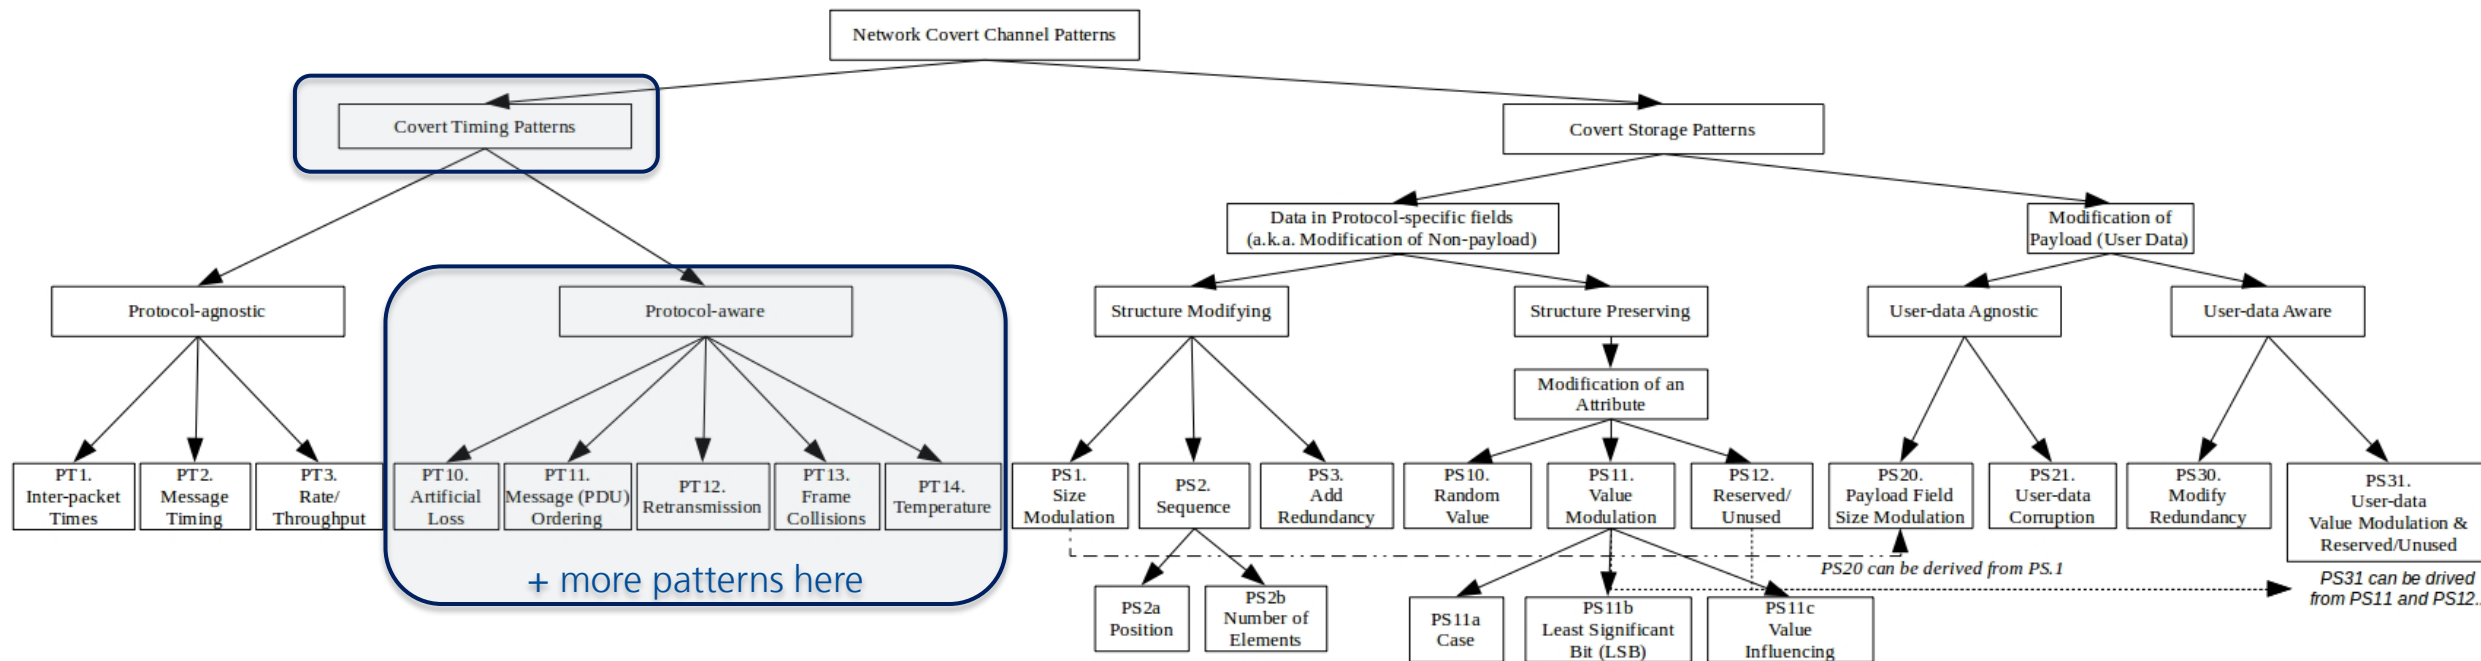 Network Covert Channel Patterns
Covert Timing Patterns
Covert Storage Patterns
Data in Protocol-specific fields
(a.k.a. Modification of Non-payload)
Modification of
Payload (User Data)
Protocol-agnostic
Protocol-aware
Structure Modifying
Structure Preserving
User-data Agnostic
User-data Aware
Modification of an
Attribute
PT1.
Inter-packet
Times
PT2.
Message
Timing
PT3.
Rate/
Throughput
PT10.
Artificial
Loss
PT11.
Message (PDU)
Ordering
PT12.
Retransmission
PT13.
Frame
Collisions
PT14.
Temperature
PS1.
Size
Modulation
PS2.
Sequence
PS3.
Add
Redundancy
PS10.
Random
Value
PS11.
Value
Modulation
PS12.
Reserved/
Unused
PS20.
Payload Field
Size Modulation
PS21.
User-data
Corruption
PS30.
Modify
Redundancy
PS31.
User-data
Value Modulation &
Reserved/Unused
+ more patterns here
PS20 can be derived from PS.1
PS31 can be drived
from PS11 and PS12..
PS2a
Position
PS2b
Number of
Elements
PS11a
Case
PS11b
Least Significant
Bit (LSB)
PS11c
Value
Influencing